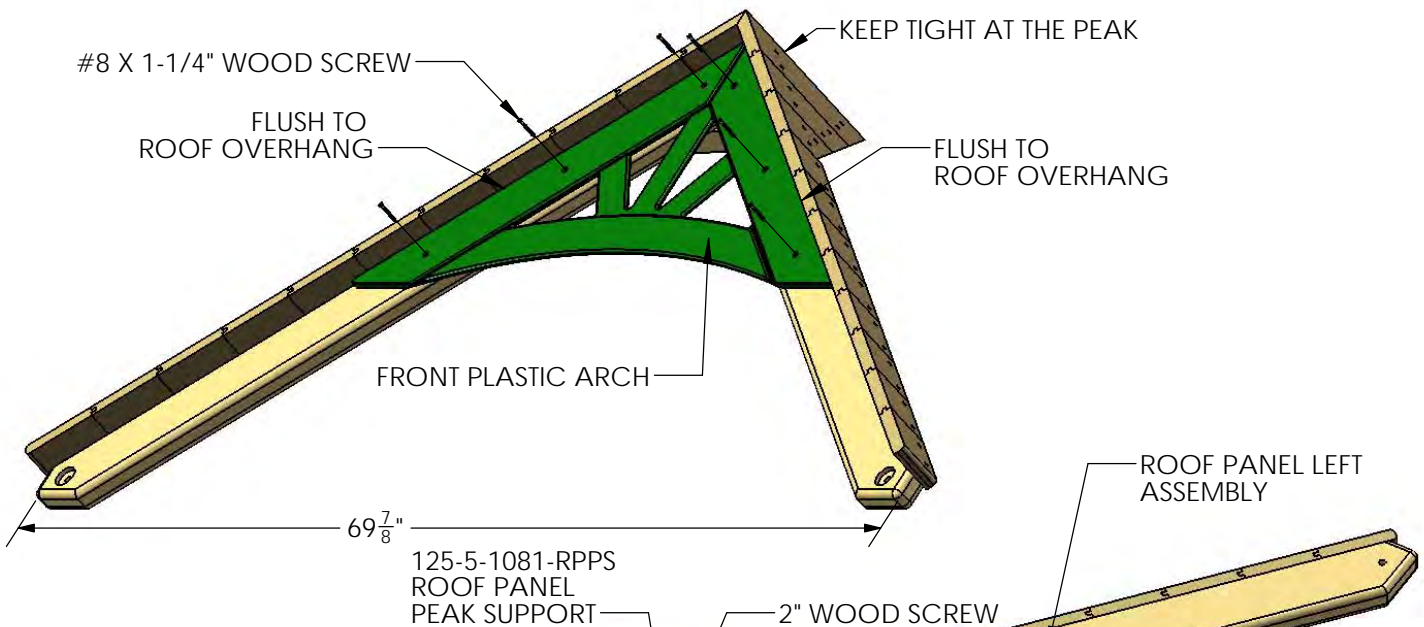 KEEP TIGHT AT THE PEAK
#8 X 1-1/4" WOOD SCREW
FLUSH TO
ROOF OVERHANG
FLUSH TO
ROOF OVERHANG
FRONT PLASTIC ARCH
ROOF PANEL LEFT
ASSEMBLY
69 7/8"
125-5-1081-RPPS
ROOF PANEL
PEAK SUPPORT
2" WOOD SCREW